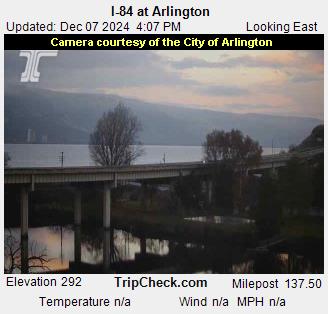 I-84 at Arlington
Updated: Dec 07 2024 4:07 PM Looking East
Camera courtesy of the City of Arlington
Elevation 292 TripCheck.com Milepost 137.50
Temperature n/a Wind n/a MPH n/a